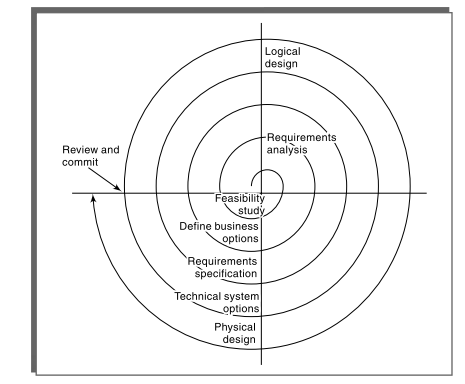 Logical
design
Requirements
analysis
Review and
commit
Feasibility
study
Define business
options
Requirements
specification
Technical system
options
Physical
design